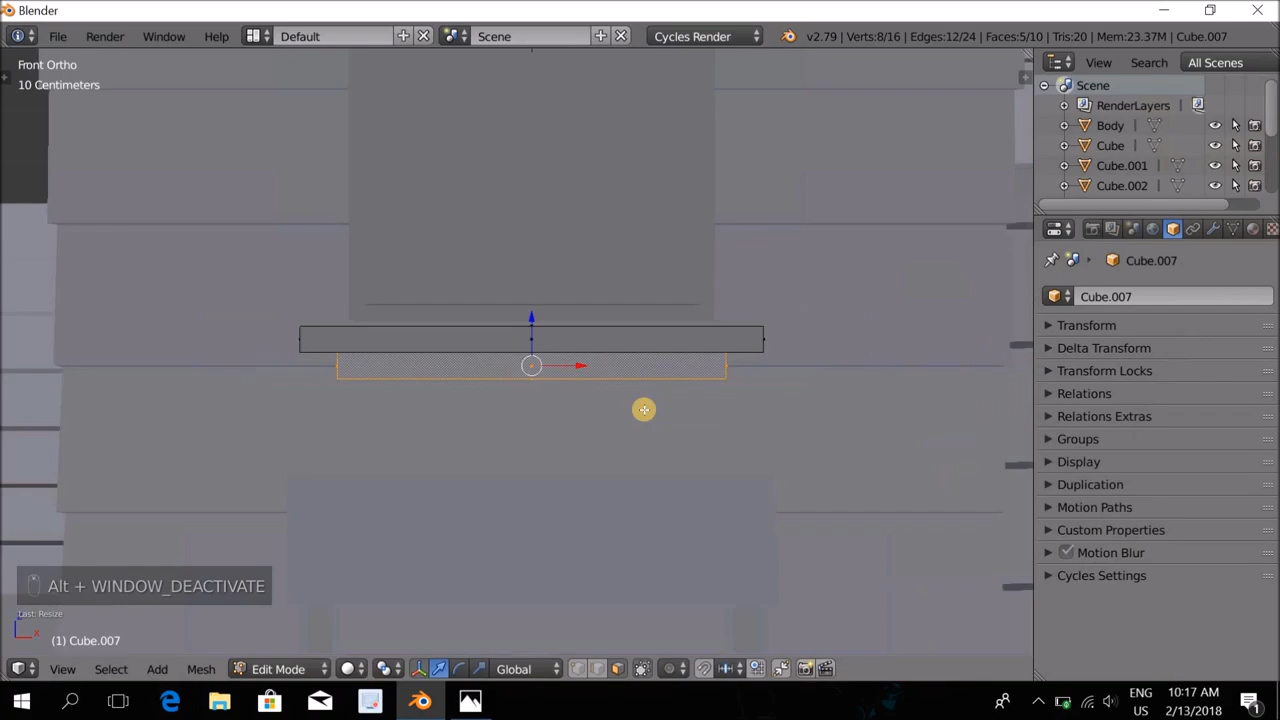 Blender
File Render Window Help Default Scene Cycles Render v2.79 | Verts:8/16 | Edges:12/24 | Faces:5/10 | Tris:20 | Mem:23.37M | Cube.007
Front Ortho
10 Centimeters
View Search All Scenes
Scene
RenderLayers
Body
Cube
Cube.001
Cube.002
Cube.007
Cube.007
Transform
Delta Transform
Transform Locks
Relations
Relations Extras
Groups
Display
Duplication
Motion Paths
Custom Properties
Motion Blur
Cycles Settings
Alt + WINDOW_DEACTIVATE
Last: Resize
x
(1) Cube.007
View Select Add Mesh Edit Mode Global
ENG 10:17 AM
US 2/13/2018
1